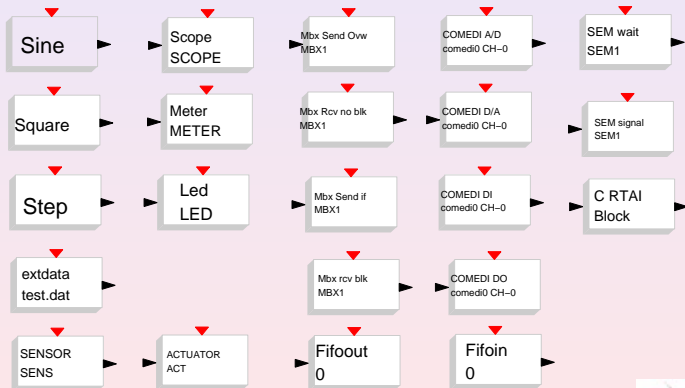 Sine
Scope
SCOPE
Mbx Send Ovw
MBX1
COMEDI A/D
comedi0 CH−0
SEM wait
SEM1
Square
Meter
METER
Mbx Rcv no blk
MBX1
COMEDI D/A
comedi0 CH−0
SEM signal
SEM1
Step
Led
LED
Mbx Send if
MBX1
COMEDI DI
comedi0 CH−0
C RTAI
Block
extdata
test.dat
Mbx rcv blk
MBX1
COMEDI DO
comedi0 CH−0
SENSOR
SENS
ACTUATOR
ACT
Fifoout
0
Fifoin
0